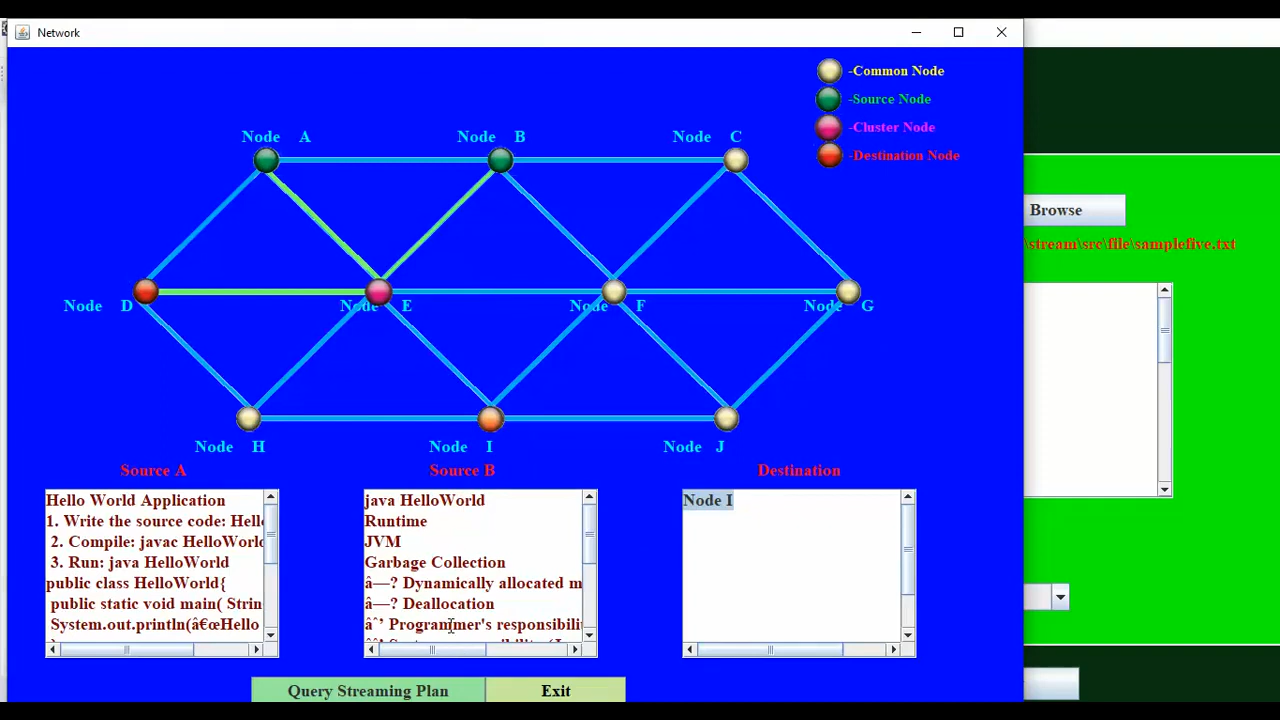 Network
-Common Node
-Source Node
-Cluster Node
-Destination Node
Node A
Node B
Node C
Node D
Node E
Node F
Node G
Node H
Node I
Node J
Browse
\stream\src\file\samplefive.txt
Source A
Source B
Destination
Hello World Application
1. Write the source code: Hello
2. Compile: javac HelloWorld
3. Run: java HelloWorld
public class HelloWorld{
public static void main( Strin
System.out.println(“Hello
java HelloWorld
Runtime
JVM
Garbage Collection
â—? Dynamically allocated m
â—? Deallocation
âˆ’ Programmer's responsibili
Node I
Query Streaming Plan
Exit